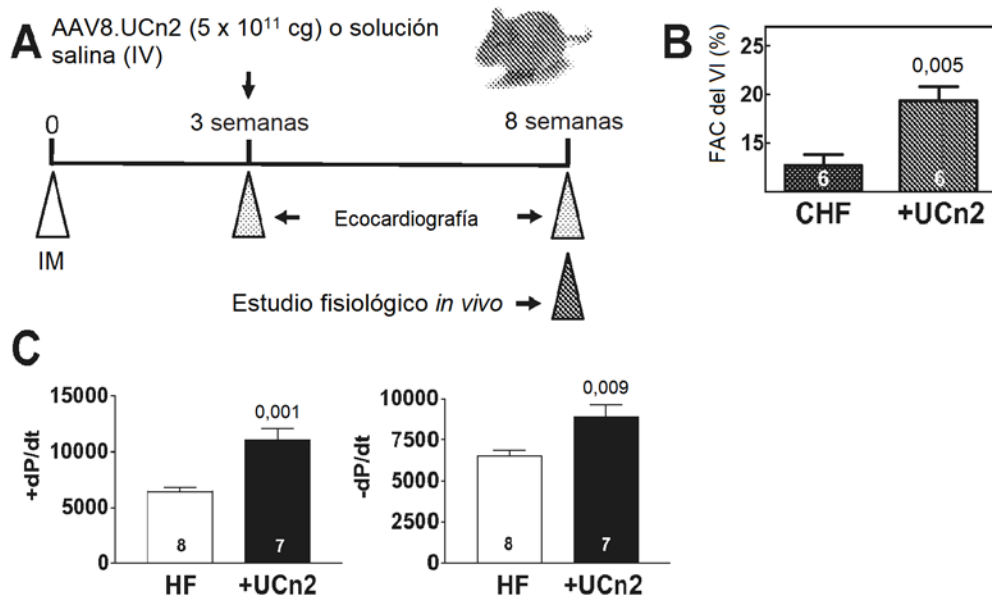 A
AAV8.UCn2 (5 x 10¹¹ cg) o solución
salina (IV)
0
3 semanas
8 semanas
Ecocardiografía
IM
Estudio fisiológico in vivo
B
FAC del VI (%)
25
20
15
0,005
6
6
CHF
+UCn2
C
+dP/dt
15000
10000
5000
0
0,001
8
7
HF
+UCn2
-dP/dt
10000
7500
5000
2500
0
0,009
8
7
HF
+UCn2